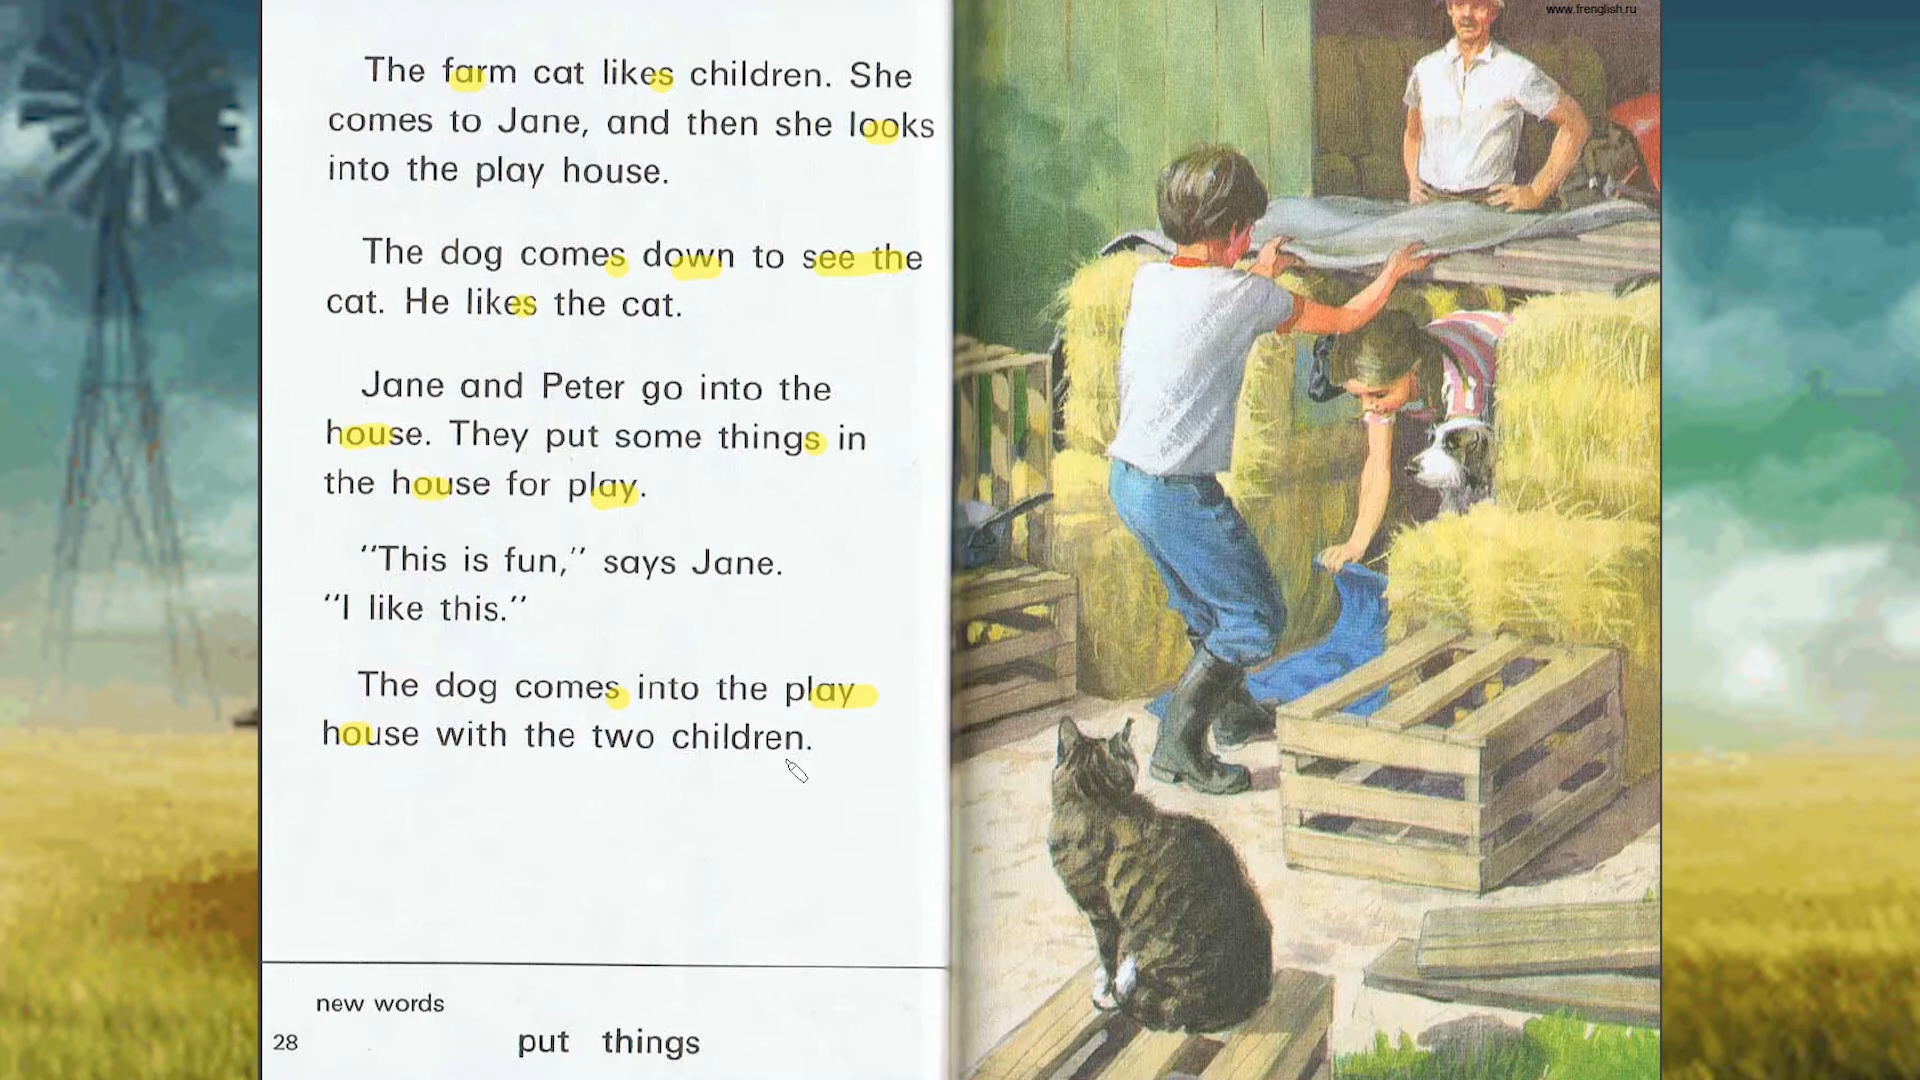 www.frenglish.ru
The farm cat likes children. She
comes to Jane, and then she looks
into the play house.
The dog comes down to see the
cat. He likes the cat.
Jane and Peter go into the
house. They put some things in
the house for play.
"This is fun," says Jane.
"I like this."
The dog comes into the play
house with the two children.
new words
28
put things